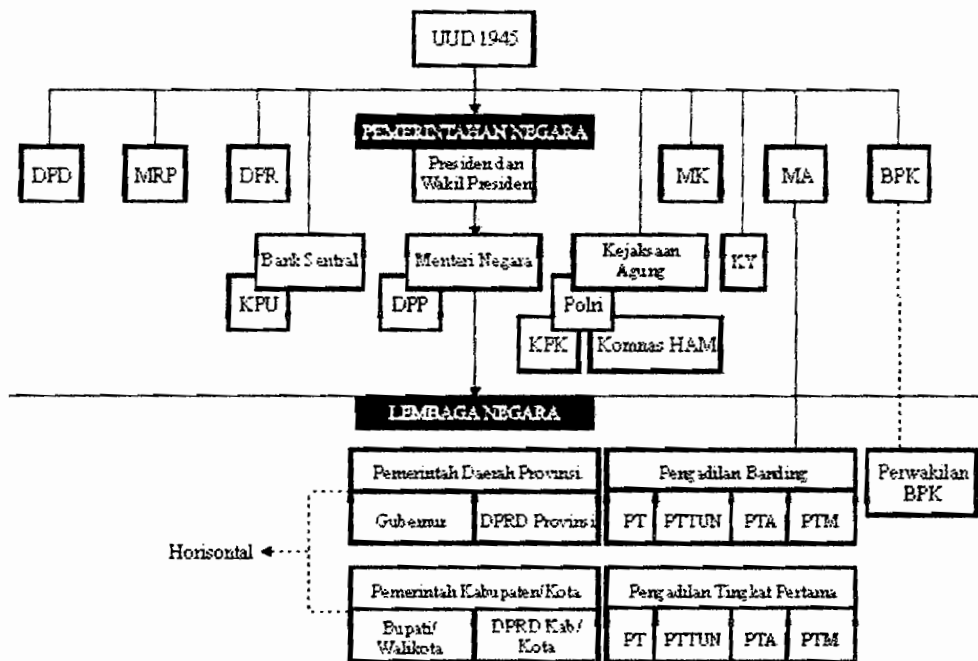 UUD 1945
PEMERINTAHAN NEGARA
DPD
MRP
DPR
Presiden dan
Wakil Presiden
MK
MA
BPK
Bank Sentral
Menteri Negara
Kejaksaan
Agung
KY
KPU
DPP
Polri
KPK
Komnas HAM
LEMBAGA NEGARA
Pemerintah Daerah Provinsi
Pengadilan Banding
Perwakilan
BPK
Gubernur
DPRD Provinsi
PT
PTTUN
PTA
PTM
Horisontal
Pemerintah Kabupaten/Kota
Pengadilan Tingkat Pertama
Bupati/
Walikota
DPRD Kab/
Kota
PT
PTTUN
PTA
PTM